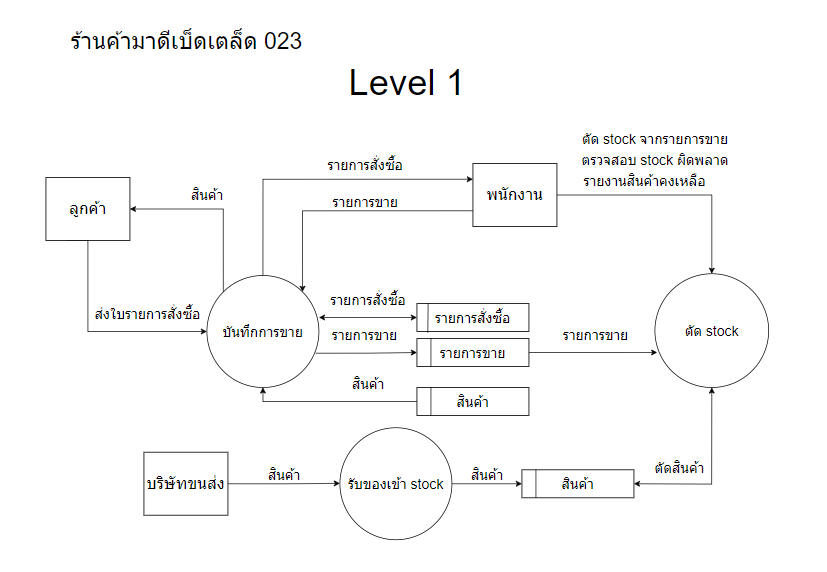 ร้านค้ามาดีเบ็ดเตล็ด 023
Level 1
ตัด stock จากรายการขาย
ตรวจสอบ stock ผิดพลาด
รายงานสินค้าคงเหลือ
รายการสั่งซื้อ
พนักงาน
สินค้า
รายการขาย
ลูกค้า
ส่งใบรายการสั่งซื้อ
รายการสั่งซื้อ
รายการสั่งซื้อ
บันทึกการขาย
รายการขาย
รายการขาย
รายการขาย
ตัด stock
สินค้า
สินค้า
บริษัทขนส่ง
สินค้า
รับของเข้า stock
สินค้า
สินค้า
ตัดสินค้า